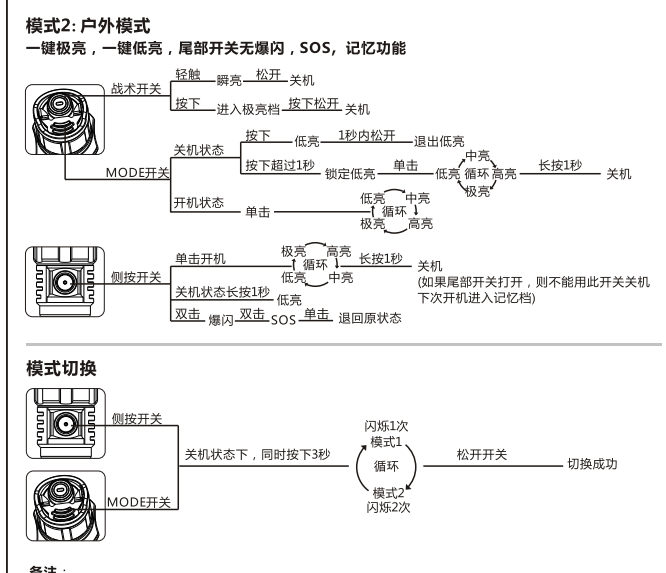 模式2: 户外模式
一键极亮，一键低亮，尾部开关无爆闪，SOS，记忆功能
战术开关 轻触 瞬亮 松开 关机
按下 进入极亮档 按下松开 关机
MODE开关 关机状态 按下 低亮 1秒内松开 退出低亮
按下超过1秒 锁定低亮 单击 低亮 循环 中亮 高亮 极亮 长按1秒 关机
开机状态 单击 低亮 中亮 循环 极亮 高亮
侧按开关 单击开机 极亮 高亮 循环 低亮 中亮 长按1秒 关机
(如果尾部开关打开，则不能用此开关关机
下次开机进入记忆档)
关机状态长按1秒 低亮
双击 爆闪 双击 SOS 单击 退回原状态
模式切换
侧按开关
MODE开关
关机状态下，同时按下3秒
闪烁1次
模式1
循环
模式2
闪烁2次
松开开关
切换成功
备注：